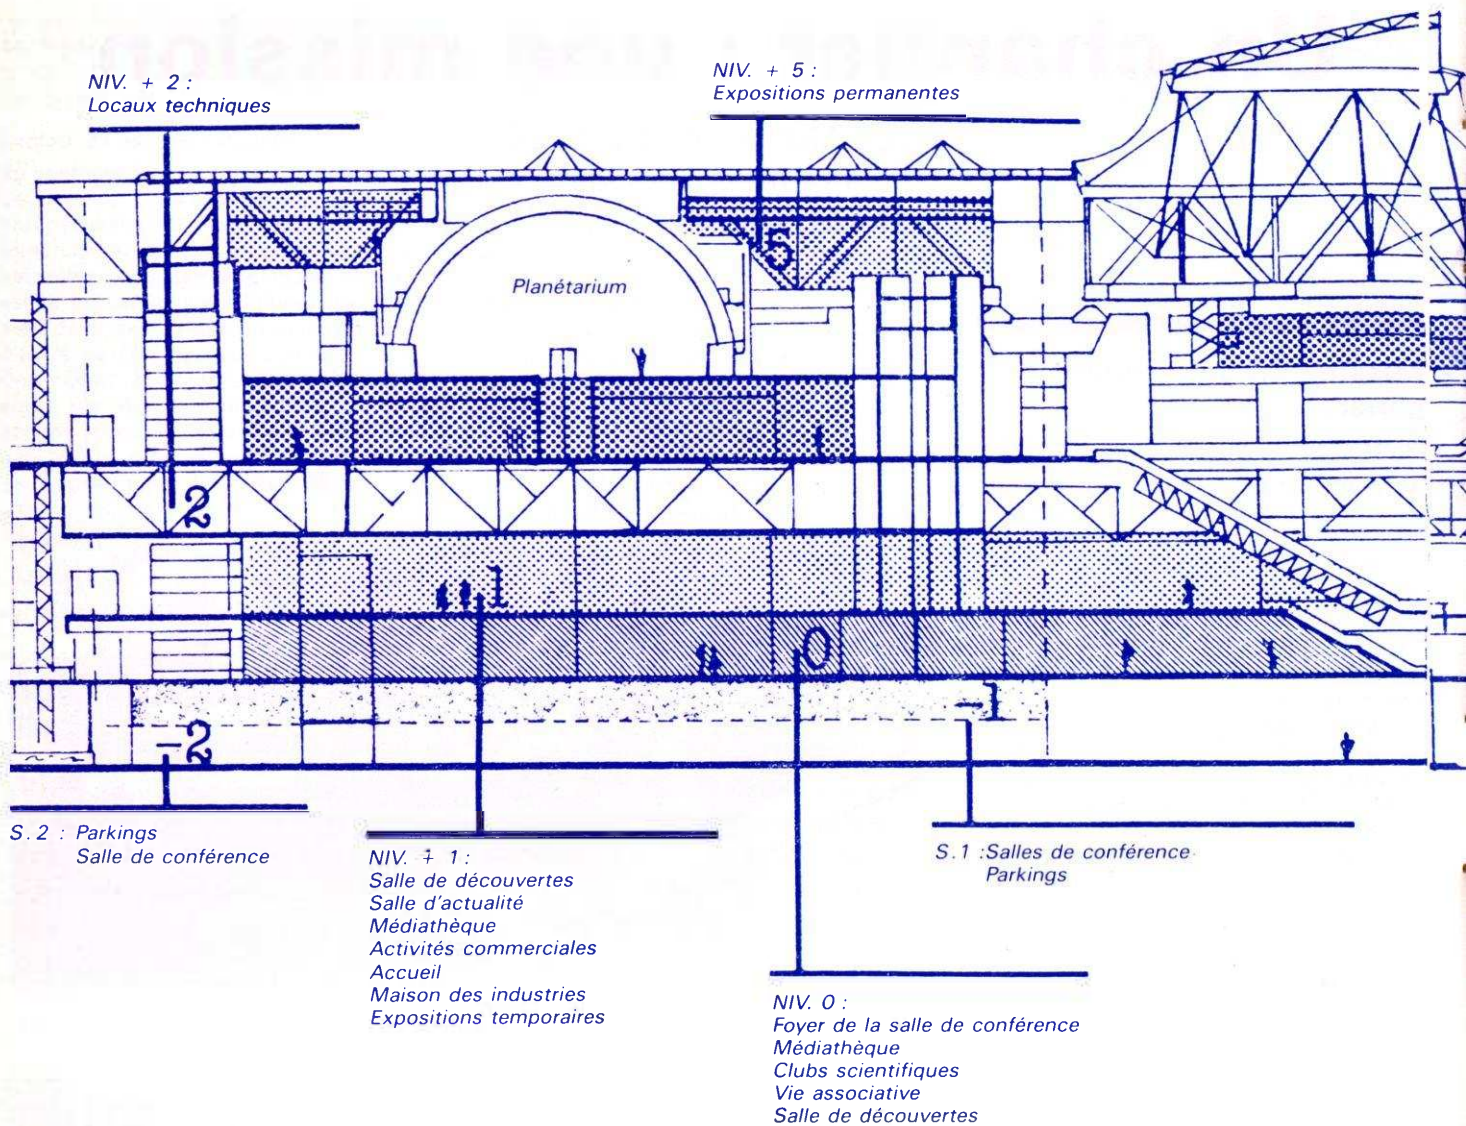 NIV. + 2 :
Locaux techniques
NIV. + 5 :
Expositions permanentes
5
Planétarium
2
1
0
-1
-2
S.2 : Parkings
Salle de conférence
NIV. + 1 :
Salle de découvertes
Salle d'actualité
Médiathèque
Activités commerciales
Accueil
Maison des industries
Expositions temporaires
S.1 :Salles de conférence
Parkings
NIV. 0 :
Foyer de la salle de conférence
Médiathèque
Clubs scientifiques
Vie associative
Salle de découvertes